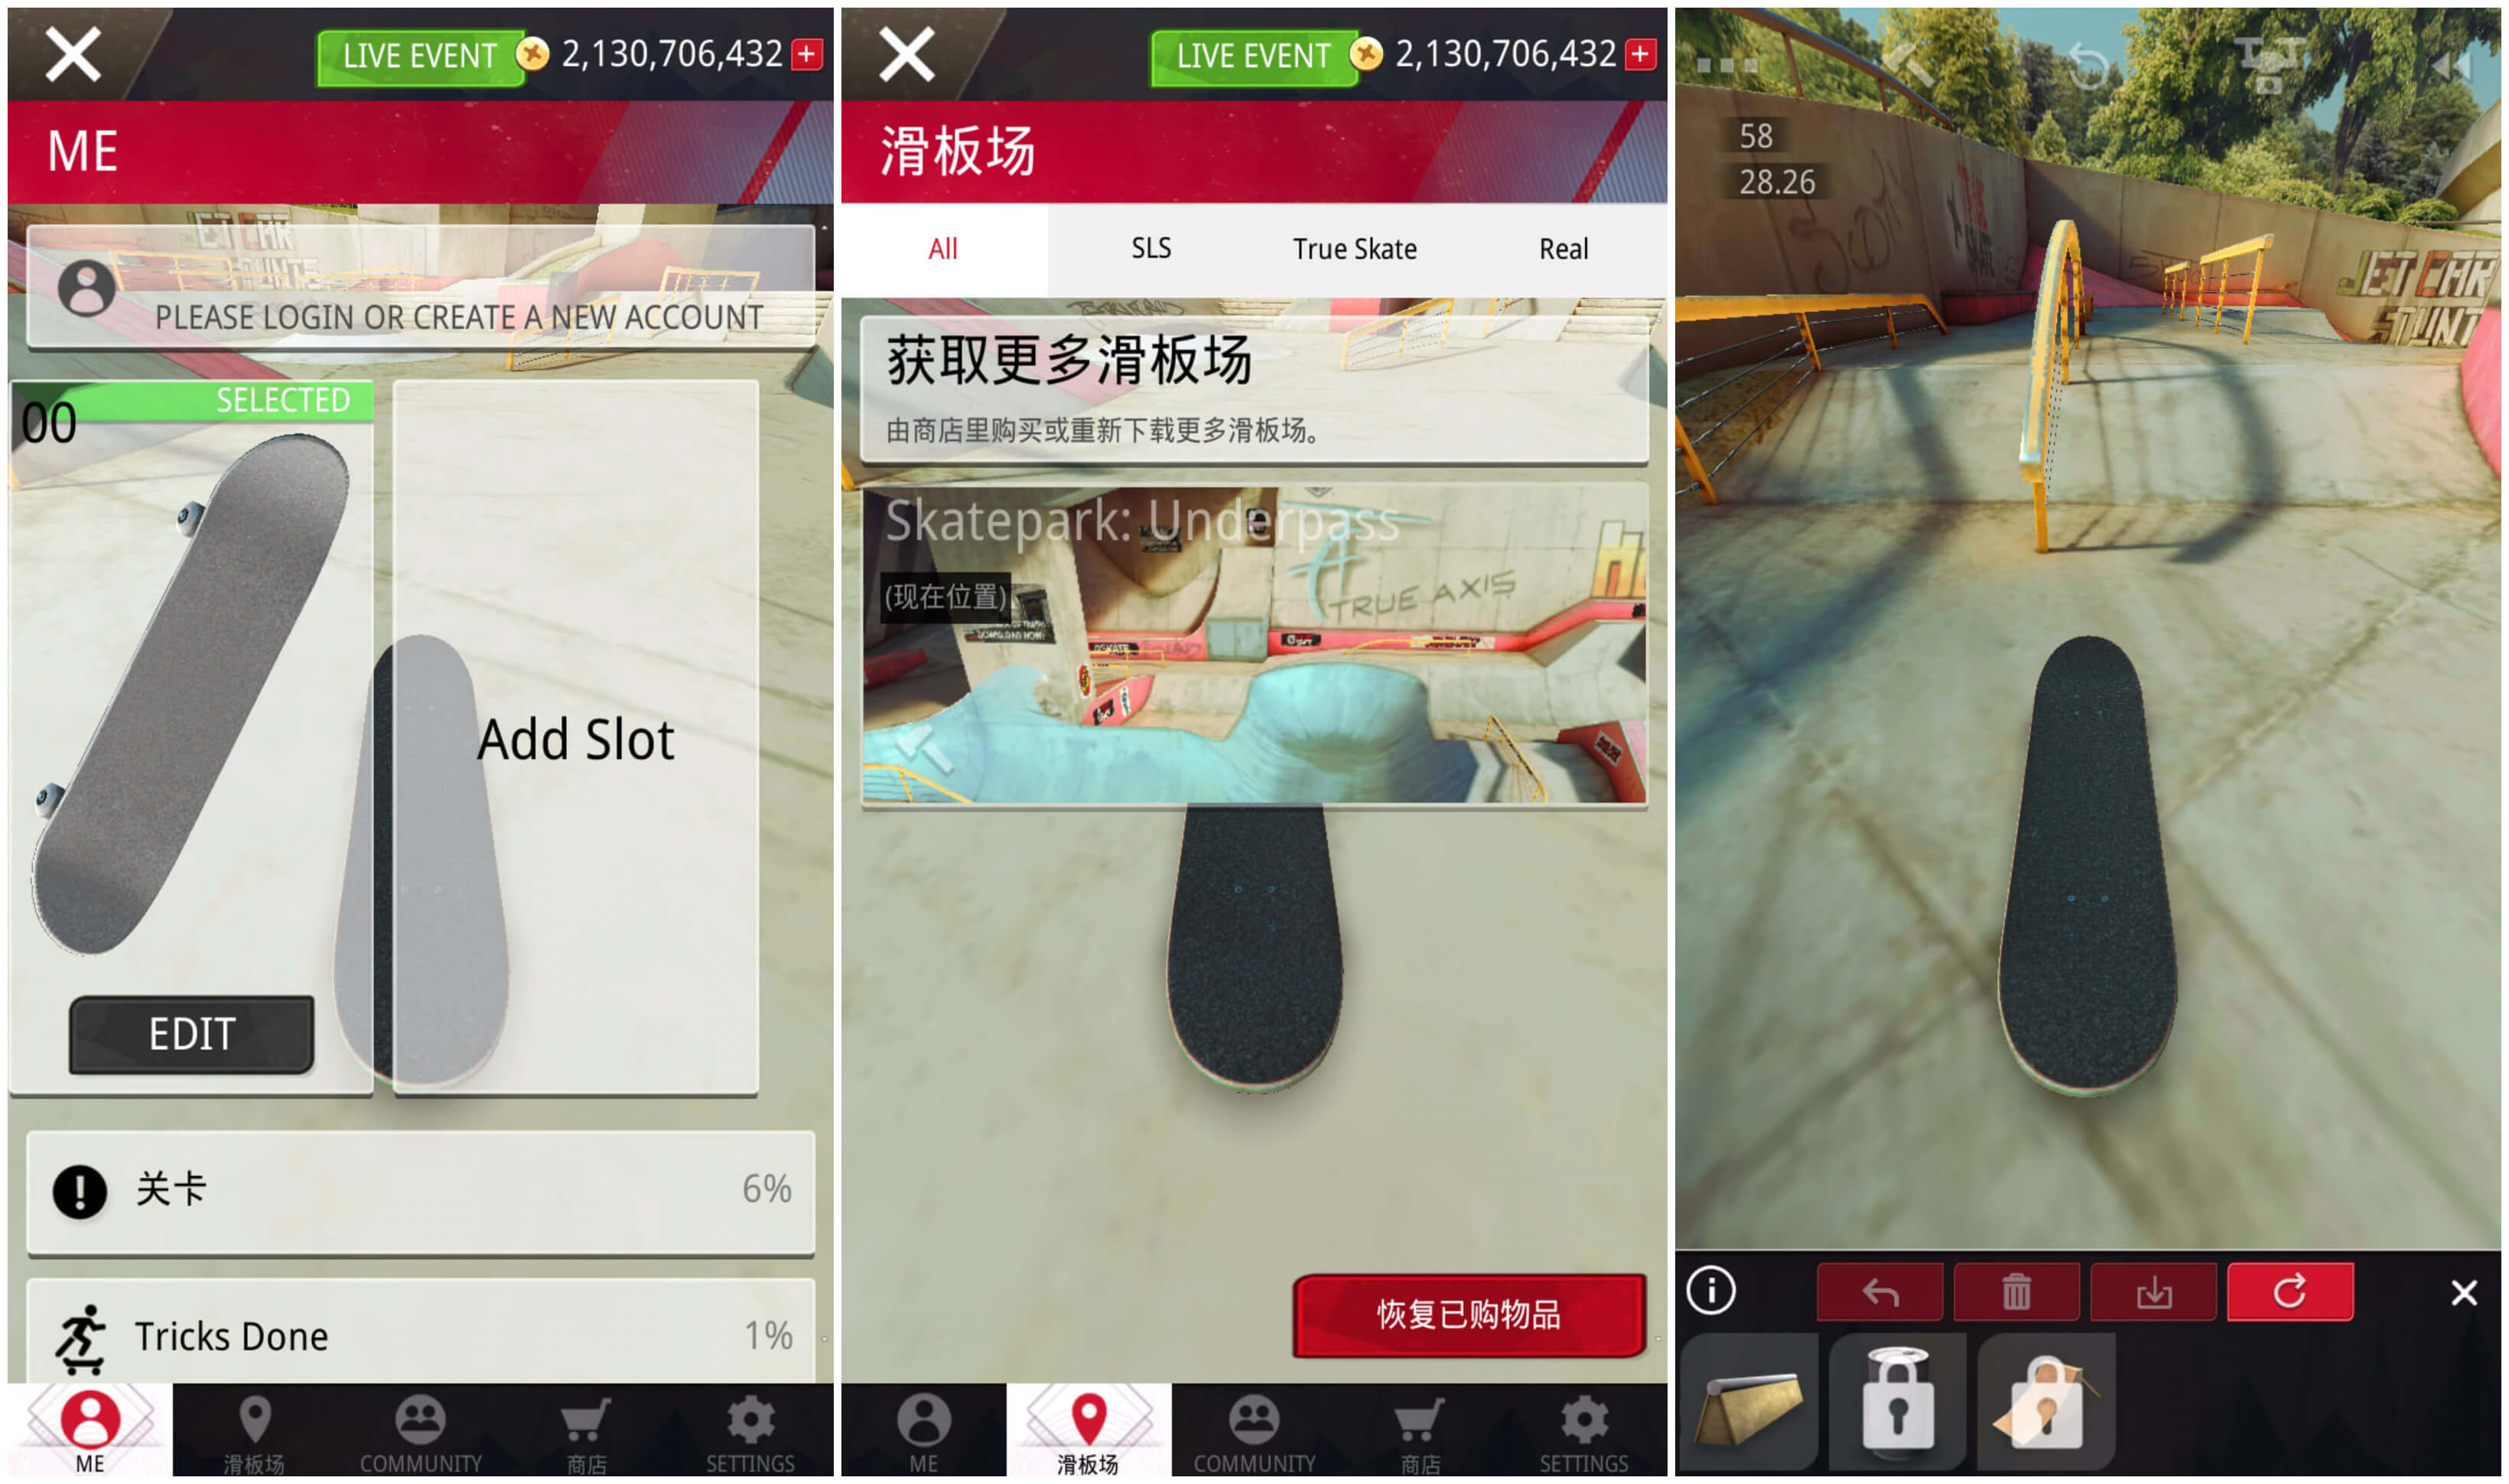 LIVE EVENT
2,130,706,432
ME
PLEASE LOGIN OR CREATE A NEW ACCOUNT
00
SELECTED
Add Slot
EDIT
关卡
6%
Tricks Done
1%
ME
滑板场
COMMUNITY
商店
SETTINGS
LIVE EVENT
2,130,706,432
滑板场
All
SLS
True Skate
Real
获取更多滑板场
由商店里购买或重新下载更多滑板场。
Skatepark: Underpass
(现在位置)
TRUE AXIS
恢复已购物品
ME
滑板场
COMMUNITY
商店
SETTINGS
58
28.26
JET CAR
STUNTS